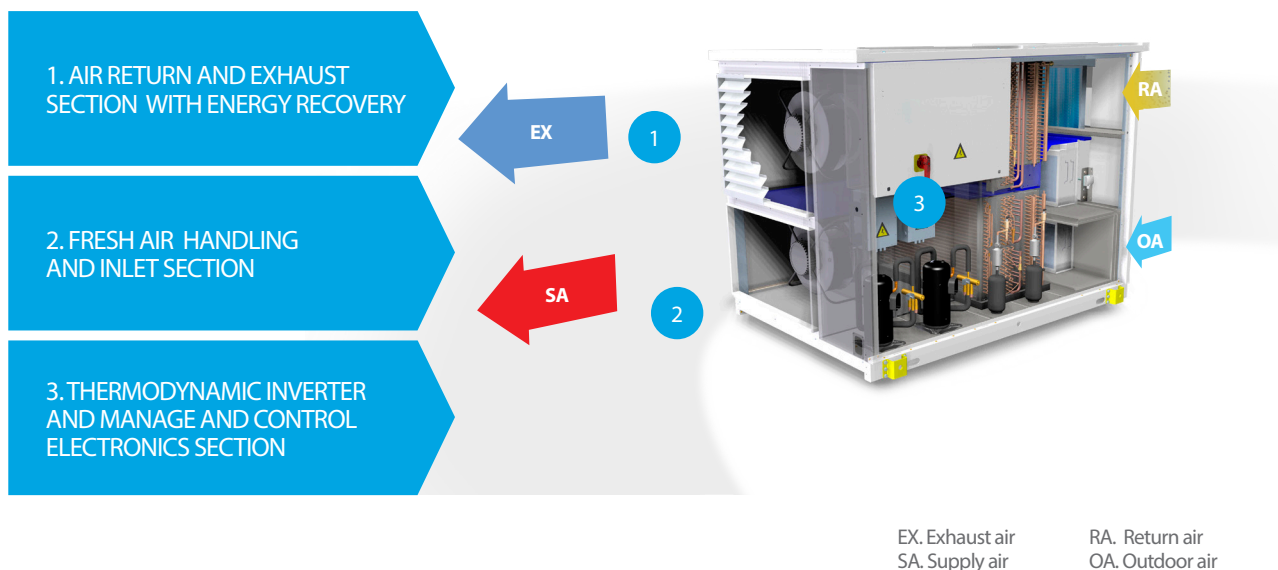 1. AIR RETURN AND EXHAUST
SECTION WITH ENERGY RECOVERY
2. FRESH AIR HANDLING
AND INLET SECTION
3. THERMODYNAMIC INVERTER
AND MANAGE AND CONTROL
ELECTRONICS SECTION
EX
1
SA
2
3
RA
OA
EX. Exhaust air
SA. Supply air
RA. Return air
OA. Outdoor air